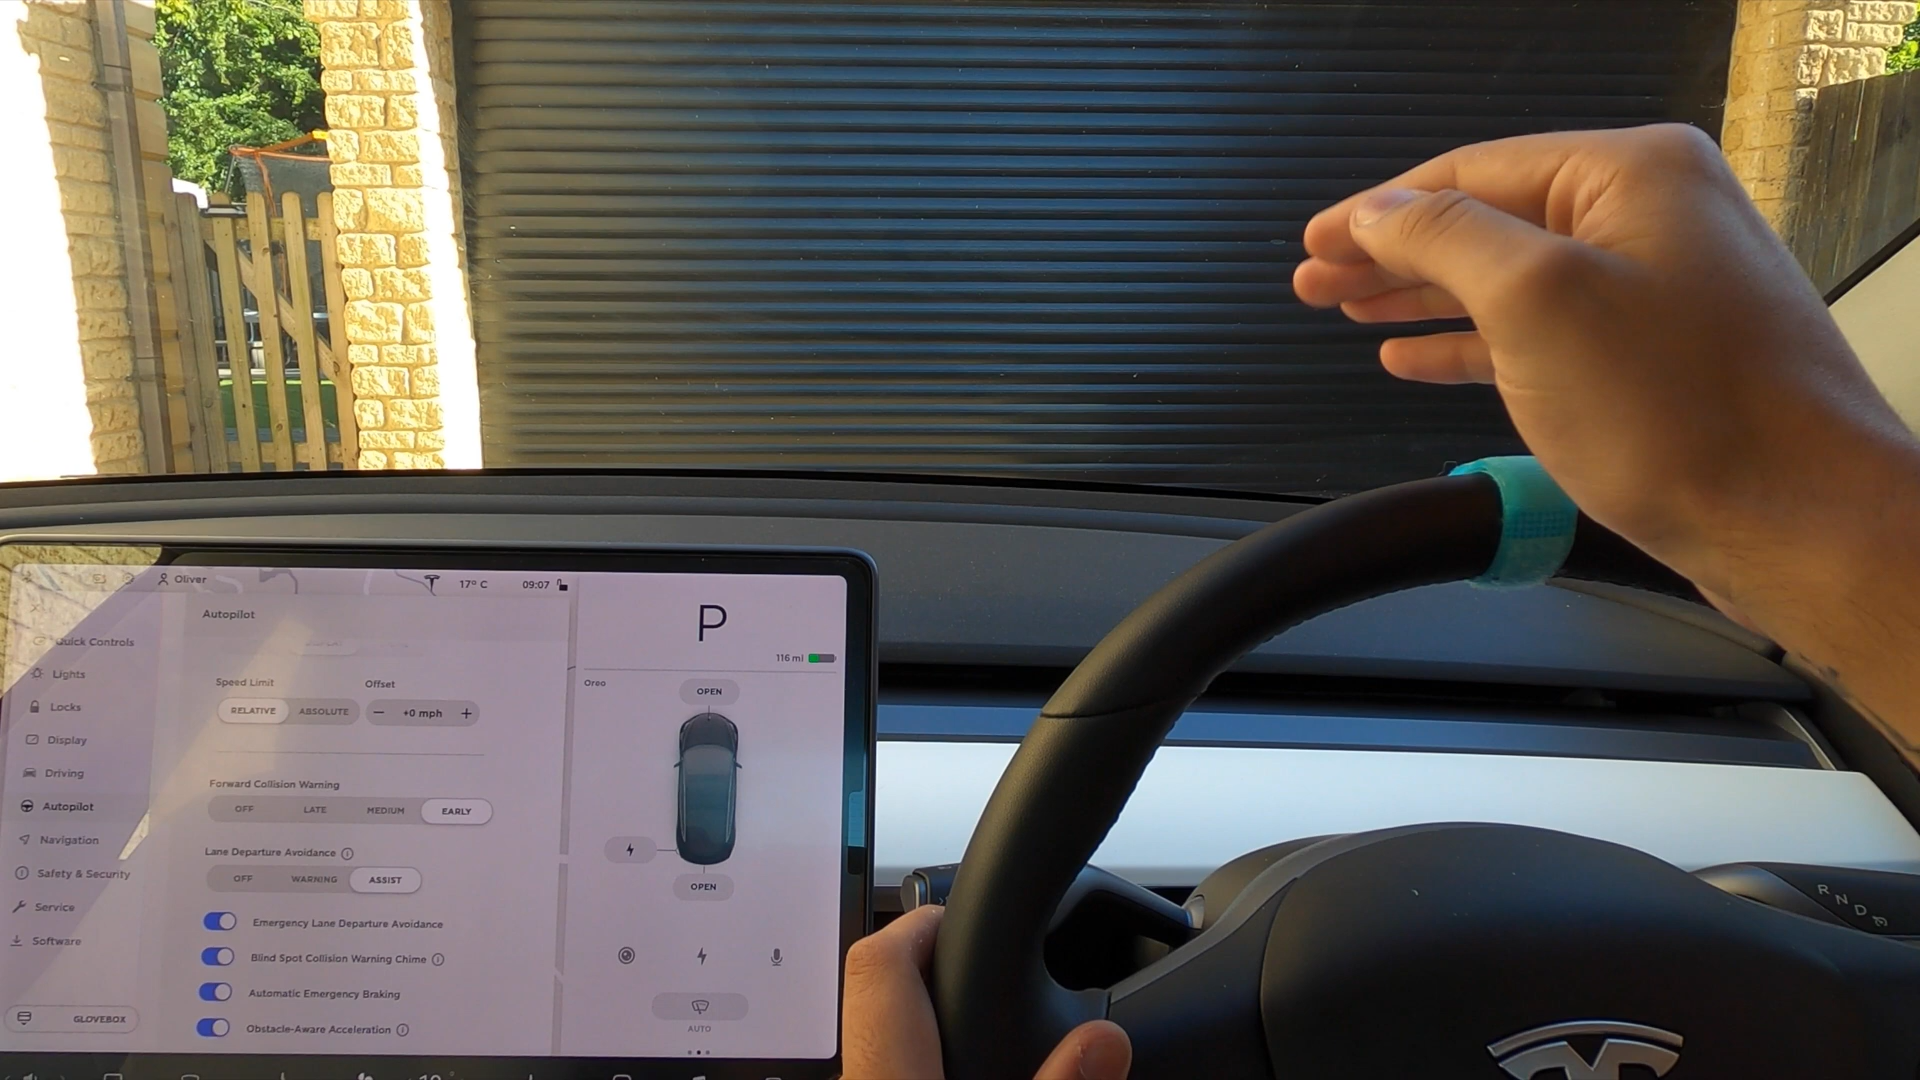 Oliver
17° C
09:07
Autopilot
Quick Controls
Lights
Locks
Display
Driving
Autopilot
Navigation
Safety & Security
Service
Software
GLOVEBOX
Speed Limit
Offset
RELATIVE
ABSOLUTE
− +0 mph +
Forward Collision Warning
OFF
LATE
MEDIUM
EARLY
Lane Departure Avoidance
OFF
WARNING
ASSIST
Emergency Lane Departure Avoidance
Blind Spot Collision Warning Chime
Automatic Emergency Braking
Obstacle-Aware Acceleration
P
116 mi
Oreo
OPEN
OPEN
AUTO
R
N
D